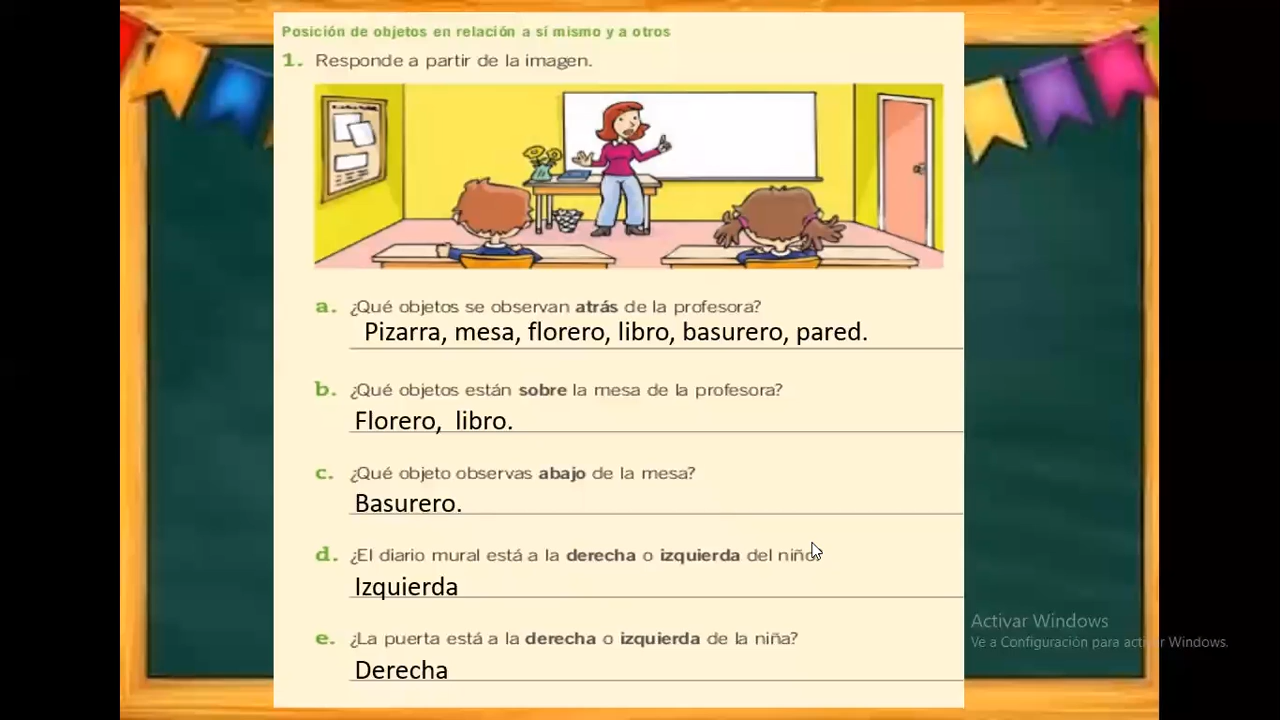 Posición de objetos en relación a sí mismo y a otros
1. Responde a partir de la imagen.
a. ¿Qué objetos se observan atrás de la profesora?
Pizarra, mesa, florero, libro, basurero, pared.
b. ¿Qué objetos están sobre la mesa de la profesora?
Florero, libro.
c. ¿Qué objeto observas abajo de la mesa?
Basurero.
d. ¿El diario mural está a la derecha o izquierda del niño?
Izquierda
e. ¿La puerta está a la derecha o izquierda de la niña?
Derecha
Activar Windows
Ve a Configuración para activar Windows.